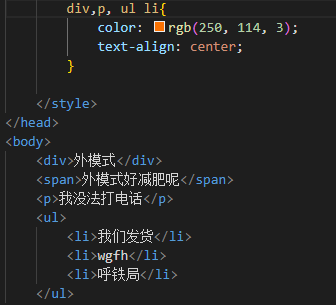 div,p, ul li{
color: rgb(250, 114, 3);
text-align: center;
}
</style>
</head>
<body>
<div>外模式</div>
<span>外模式好减肥呢</span>
<p>我没法打电话</p>
<ul>
<li>我们发货</li>
<li>wgfh</li>
<li>呼铁局</li>
</ul>